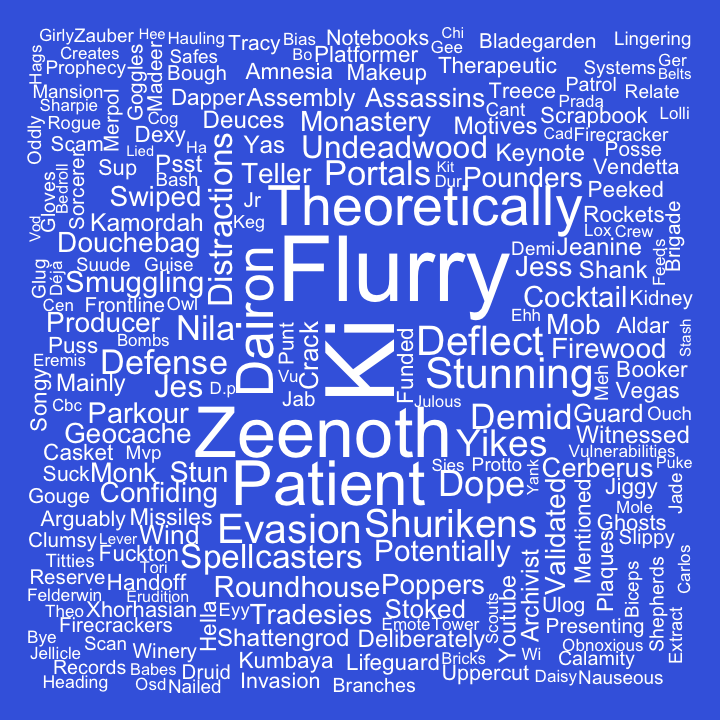 Girly
Zauber
Hee
Hauling
Tracy
Bias
Notebooks
Chi
Gee
Bladegarden
Lingering
Hags
Creates
Prophecy
Goggles
Madeer
Safes
Bough
Bo
Platformer
Amnesia
Makeup
Therapeutic
Systems
Ger
Belts
Mansion
Sharpie
Rogue
Merpol
Cog
Dapper
Assembly
Assassins
Treece
Patrol
Prada
Relate
Oddly
Scam
Lied
Dexy
Deuces
Monastery
Motives
Cant
Scrapbook
Lolli
Cad
Firecracker
Ha
Yas
Undeadwood
Keynote
Posse
Sup
Psst
Bash
Teller
Portals
Kit
Dur
Pounders
Vendetta
Peeked
Gloves
Bedroll
Sorcerer
Swiped
Distractions
Jr
Keg
Theoretically
Rockets
Lox
Crew
Brigade
Vod
Kamordah
Douchebag
Flurry
Demi
Jeanine
Feeds
Glug
Déjà
Suude
Guise
Smuggling
Dairon
Jess
Shank
Cen
Frontline
Owl
Cocktail
Kidney
Producer
Nila
Punt
Crack
Ki
Ehh
Mob
Aldar
Stash
Puss
Bombs
Funded
Deflect
Firewood
Eremis
Defense
Vu
Stunning
Meh
Booker
Songy
Mainly
Jes
D.p
Jab
Julous
Vegas
Cbc
Parkour
Zeenoth
Demid
Guard
Ouch
Geocache
Yikes
Witnessed
Casket
Mvp
Vulnerabilities
Suck
Monk
Stun
Patient
Sies
Protto
Yank
Cerberus
Puke
Gouge
Confiding
Dope
Validated
Mentioned
Jiggy
Jade
Mole
Arguably
Missiles
Evasion
Shurikens
Ghosts
Clumsy
Lever
Wind
Slippy
Titties
Fuckton
Spellcasters
Potentially
Archivist
Plaques
Tori
Reserve
Handoff
Roundhouse
Poppers
Youtube
Biceps
Shepherds
Carlos
Felderwin
Erudition
Theo
Xhorhasian
Hella
Eyy
Tradesies
Stoked
Ulog
Firecrackers
Emote
Tower
Scouts
Presenting
Extract
Bye
Scan
Shattengrod
Deliberately
Obnoxious
Jellicle
Winery
Kumbaya
Lifeguard
Bricks
Wi
Calamity
Records
Babes
Druid
Uppercut
Daisy
Nauseous
Heading
Osd
Nailed
Invasion
Branches